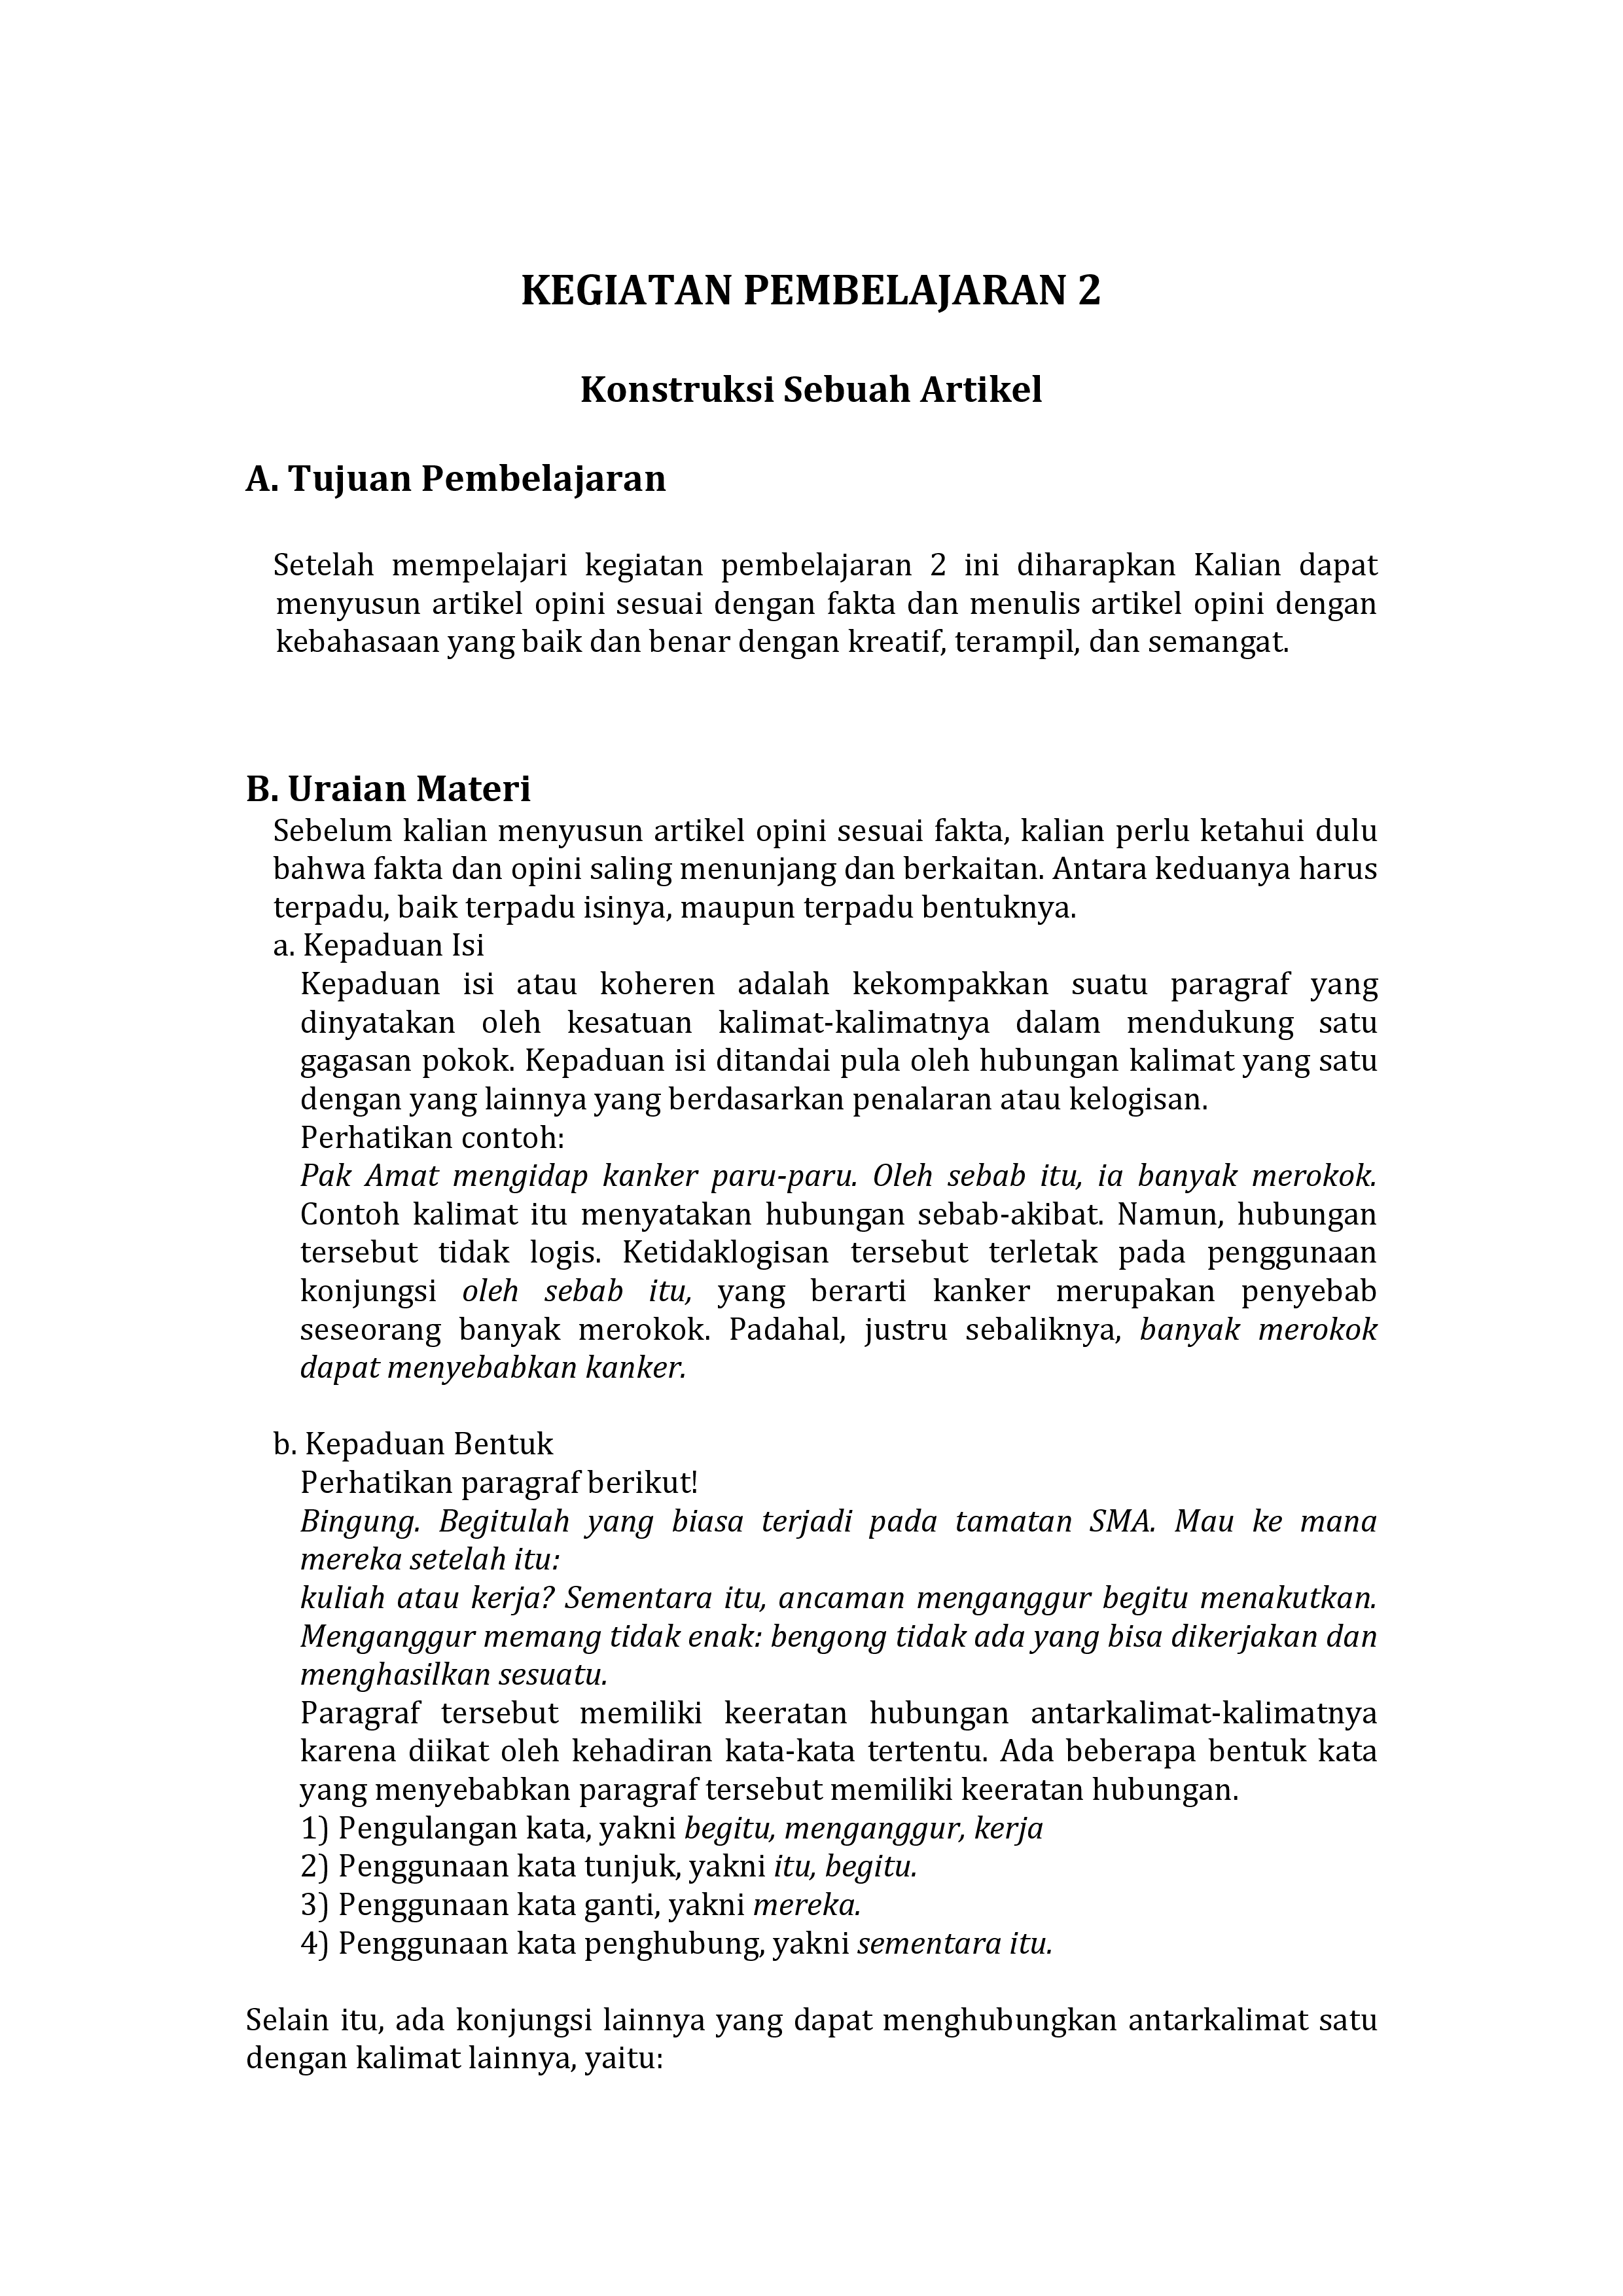 KEGIATAN PEMBELAJARAN 2
Konstruksi Sebuah Artikel
A. Tujuan Pembelajaran
Setelah mempelajari kegiatan pembelajaran 2 ini diharapkan Kalian dapat
menyusun artikel opini sesuai dengan fakta dan menulis artikel opini dengan
kebahasaan yang baik dan benar dengan kreatif, terampil, dan semangat.
B. Uraian Materi
Sebelum kalian menyusun artikel opini sesuai fakta, kalian perlu ketahui dulu
bahwa fakta dan opini saling menunjang dan berkaitan. Antara keduanya harus
terpadu, baik terpadu isinya, maupun terpadu bentuknya.
a. Kepaduan Isi
Kepaduan isi atau koheren adalah kekompakkan suatu paragraf yang
dinyatakan oleh kesatuan kalimat-kalimatnya dalam mendukung satu
gagasan pokok. Kepaduan isi ditandai pula oleh hubungan kalimat yang satu
dengan yang lainnya yang berdasarkan penalaran atau kelogisan.
Perhatikan contoh:
Pak Amat mengidap kanker paru-paru. Oleh sebab itu, ia banyak merokok.
Contoh kalimat itu menyatakan hubungan sebab-akibat. Namun, hubungan
tersebut tidak logis. Ketidaklogisan tersebut terletak pada penggunaan
konjungsi oleh sebab itu, yang berarti kanker merupakan penyebab
seseorang banyak merokok. Padahal, justru sebaliknya, banyak merokok
dapat menyebabkan kanker.
b. Kepaduan Bentuk
Perhatikan paragraf berikut!
Bingung. Begitulah yang biasa terjadi pada tamatan SMA. Mau ke mana
mereka setelah itu:
kuliah atau kerja? Sementara itu, ancaman menganggur begitu menakutkan.
Menganggur memang tidak enak: bengong tidak ada yang bisa dikerjakan dan
menghasilkan sesuatu.
Paragraf tersebut memiliki keeratan hubungan antarkalimat-kalimatnya
karena diikat oleh kehadiran kata-kata tertentu. Ada beberapa bentuk kata
yang menyebabkan paragraf tersebut memiliki keeratan hubungan.
1) Pengulangan kata, yakni begitu, menganggur, kerja
2) Penggunaan kata tunjuk, yakni itu, begitu.
3) Penggunaan kata ganti, yakni mereka.
4) Penggunaan kata penghubung, yakni sementara itu.
Selain itu, ada konjungsi lainnya yang dapat menghubungkan antarkalimat satu
dengan kalimat lainnya, yaitu: